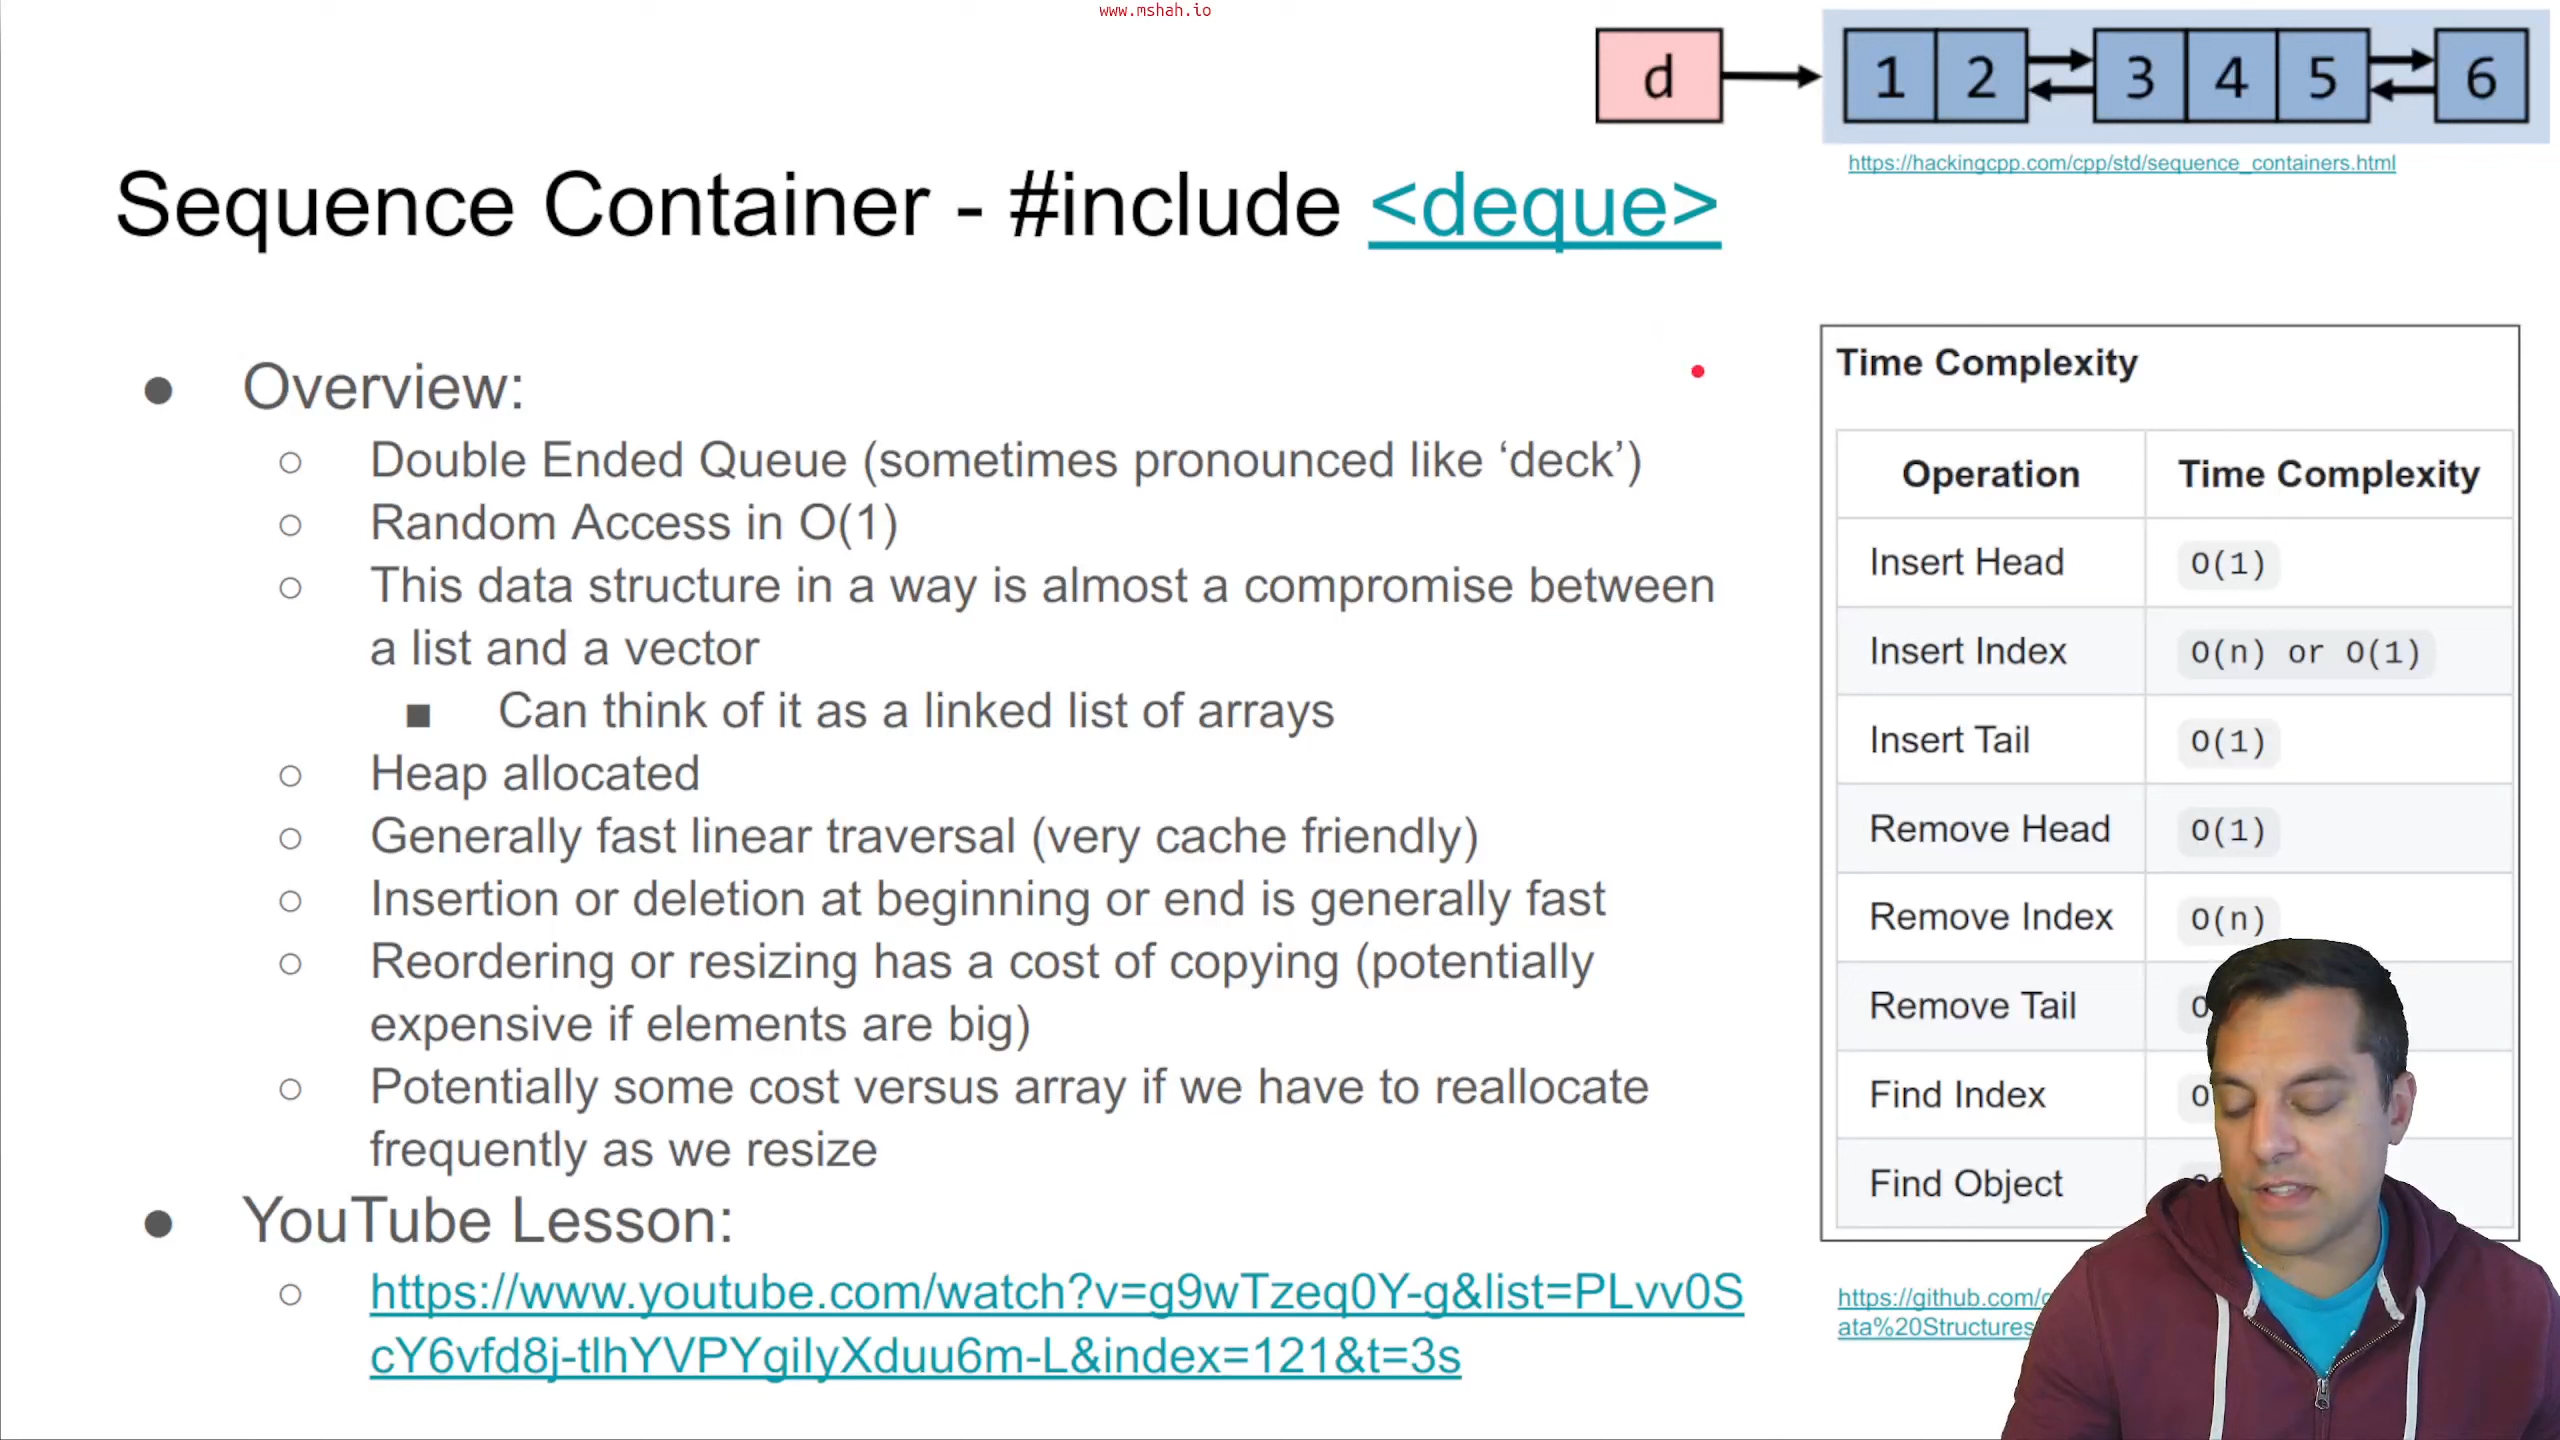 www.mshah.io
d
1 2 3 4 5 6
https://hackingcpp.com/cpp/std/sequence_containers.html
Sequence Container - #include <deque>
● Overview:
○ Double Ended Queue (sometimes pronounced like ‘deck’)
○ Random Access in O(1)
○ This data structure in a way is almost a compromise between
a list and a vector
■ Can think of it as a linked list of arrays
○ Heap allocated
○ Generally fast linear traversal (very cache friendly)
○ Insertion or deletion at beginning or end is generally fast
○ Reordering or resizing has a cost of copying (potentially
expensive if elements are big)
○ Potentially some cost versus array if we have to reallocate
frequently as we resize
● YouTube Lesson:
○ https://www.youtube.com/watch?v=g9wTzeq0Y-g&list=PLvv0S
cY6vfd8j-tlhYVPYgiIyXduu6m-L&index=121&t=3s
Time Complexity
Operation Time Complexity
Insert Head O(1)
Insert Index O(n) or O(1)
Insert Tail O(1)
Remove Head O(1)
Remove Index O(n)
Remove Tail
Find Index
Find Object
https://github.com/
ata%20Structures